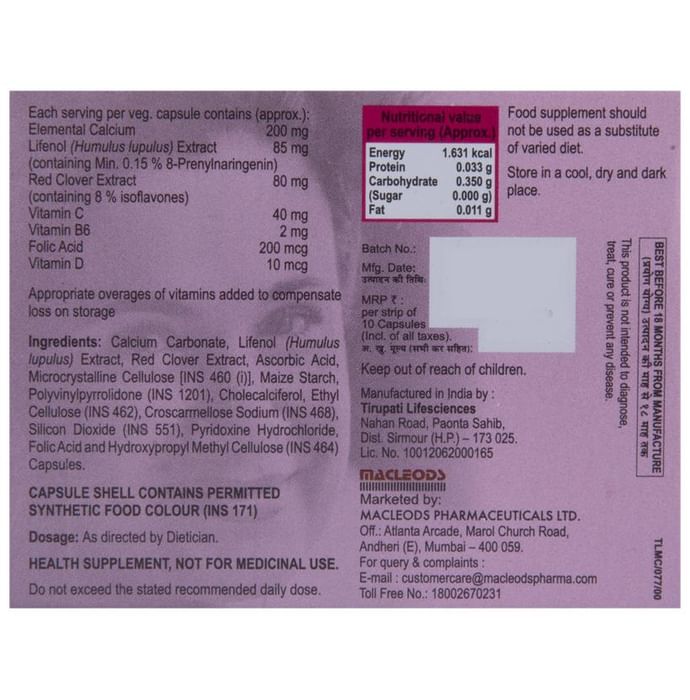 Each serving per veg. capsule contains (approx.):
Elemental Calcium 200 mg
Lifenol (Humulus lupulus) Extract 85 mg
(containing Min. 0.15 % 8-Prenylnaringenin)
Red Clover Extract 80 mg
(containing 8 % isoflavones)
Vitamin C 40 mg
Vitamin B6 2 mg
Folic Acid 200 mcg
Vitamin D 10 mcg
Appropriate overages of vitamins added to compensate
loss on storage
Ingredients: Calcium Carbonate, Lifenol (Humulus
lupulus) Extract, Red Clover Extract, Ascorbic Acid,
Microcrystalline Cellulose [INS 460 (i)], Maize Starch,
Polyvinylpyrrolidone (INS 1201), Cholecalciferol, Ethyl
Cellulose (INS 462), Croscarmellose Sodium (INS 468),
Silicon Dioxide (INS 551), Pyridoxine Hydrochloride,
Folic Acid and Hydroxypropyl Methyl Cellulose (INS 464)
Capsules.
CAPSULE SHELL CONTAINS PERMITTED
SYNTHETIC FOOD COLOUR (INS 171)
Dosage: As directed by Dietician.
HEALTH SUPPLEMENT, NOT FOR MEDICINAL USE.
Do not exceed the stated recommended daily dose.
Nutritional value
per serving (Approx.)
Energy 1.631 kcal
Protein 0.033 g
Carbohydrate 0.350 g
(Sugar 0.000 g)
Fat 0.011 g
Food supplement should
not be used as a substitute
of varied diet.
Store in a cool, dry and dark
place.
Batch No.:
Mfg. Date:
उत्पादन की तिथि:
MRP ₹ :
per strip of
10 Capsules
(Incl. of all taxes).
अ. खु. मूल्य (सभी कर सहित):
Keep out of reach of children.
Manufactured in India by :
Tirupati Lifesciences
Nahan Road, Paonta Sahib,
Dist. Sirmour (H.P.) – 173 025.
Lic. No. 10012062000165
MACLEODS
Marketed by:
MACLEODS PHARMACEUTICALS LTD.
Off.: Atlanta Arcade, Marol Church Road,
Andheri (E), Mumbai – 400 059.
For query & complaints :
E-mail : customercare@macleodspharma.com
Toll Free No.: 18002670231
BEST BEFORE 18 MONTHS FROM MANUFACTURE
(प्रयोग योग्य) उत्पादन की माह से १८ माह तक
This product is not intended to diagnose,
treat, cure or prevent any disease.
TLMC/077/00